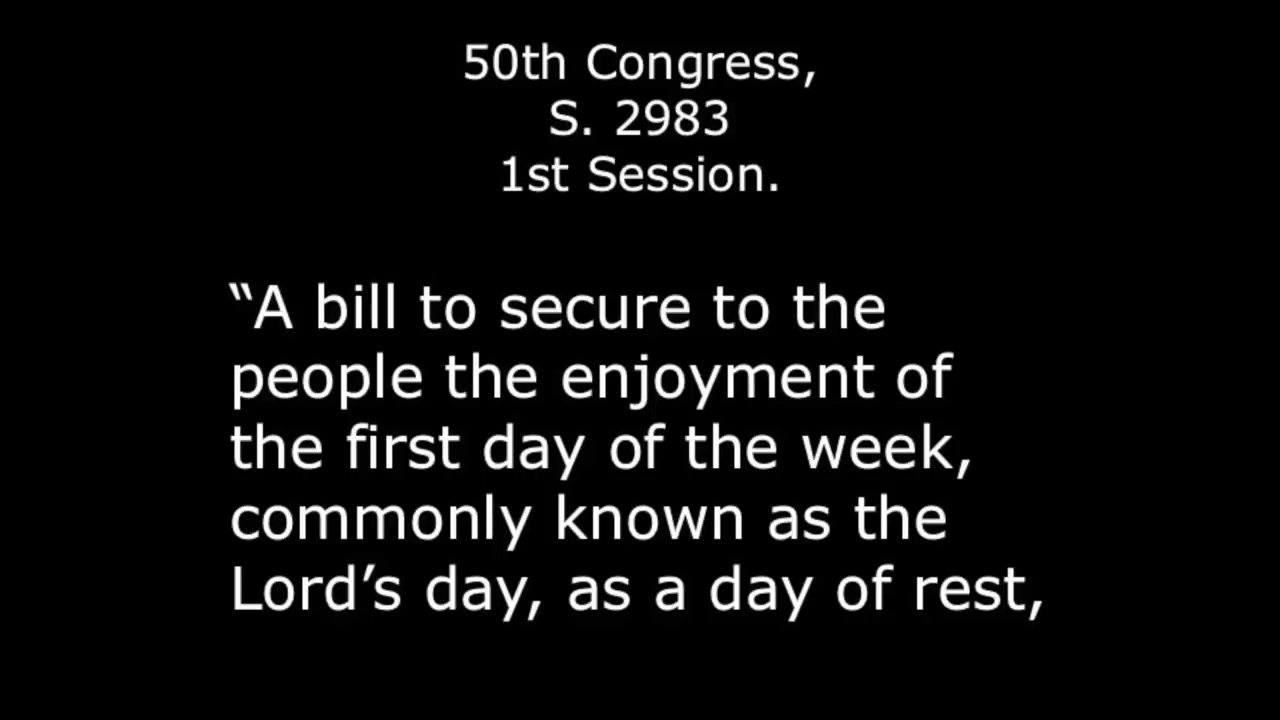 50th Congress,
S. 2983
1st Session.
“A bill to secure to the
people the enjoyment of
the first day of the week,
commonly known as the
Lord’s day, as a day of rest,